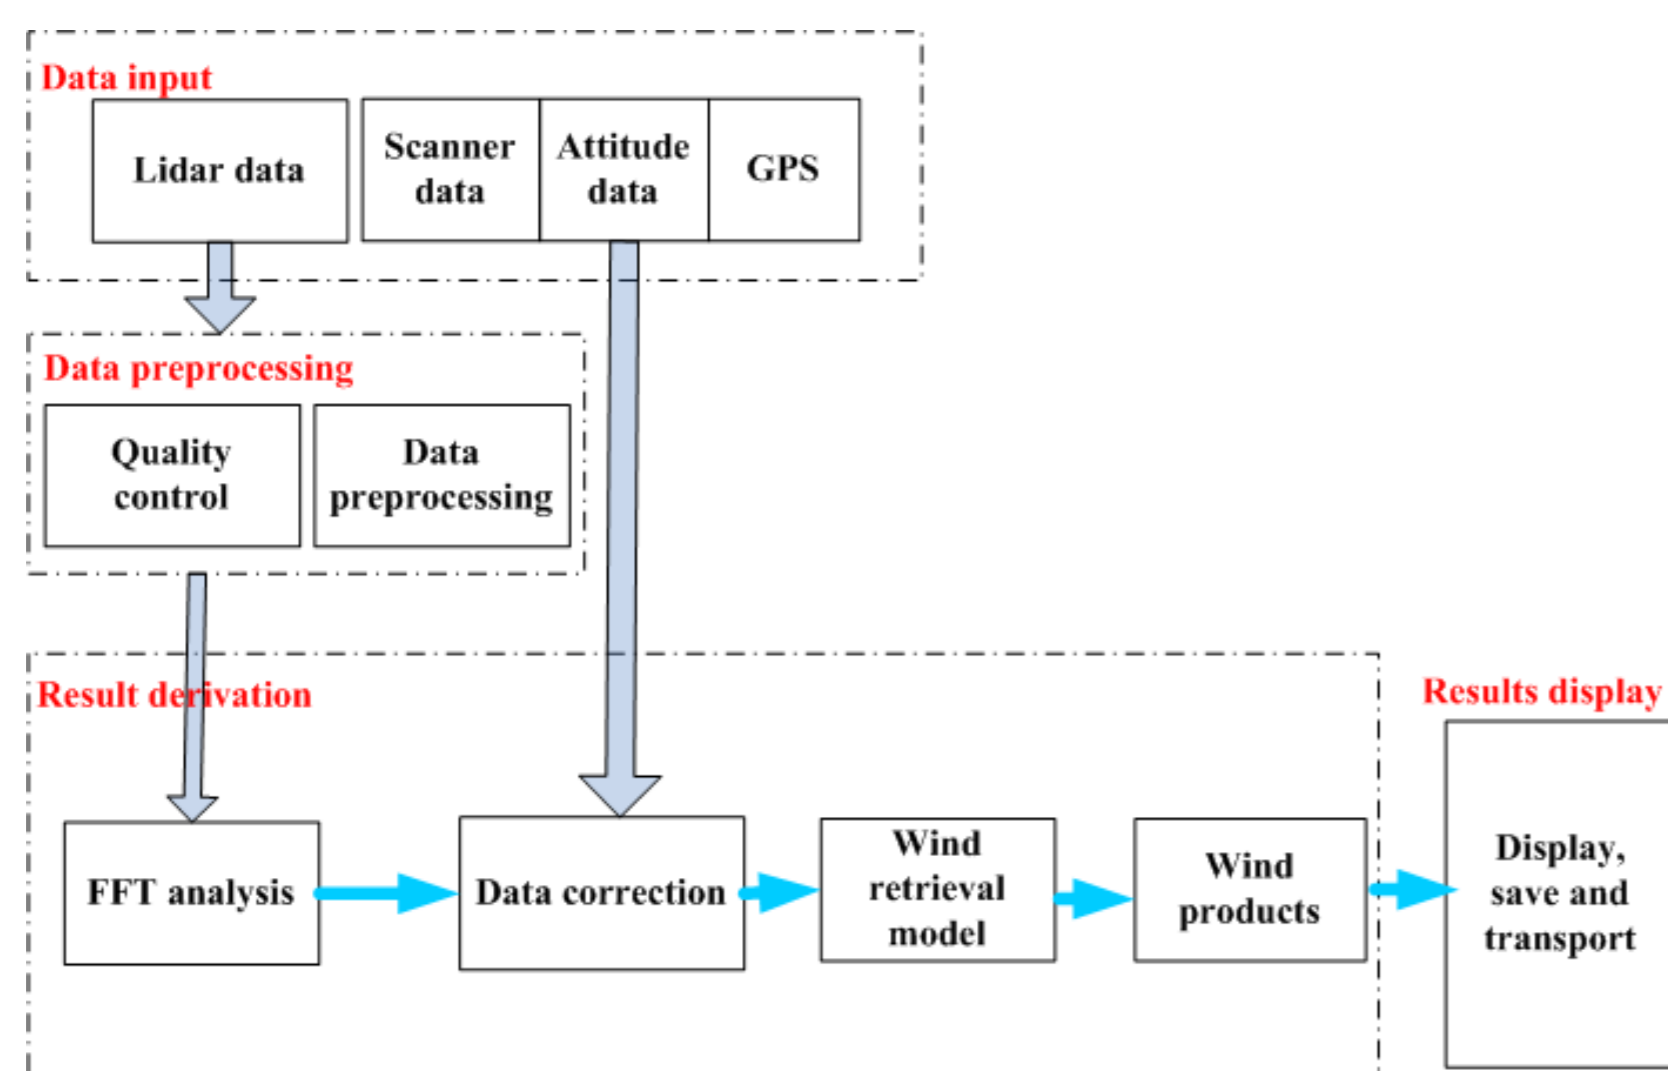 Data input
Lidar data
Scanner
data
Attitude
data
GPS
Data preprocessing
Quality
control
Data
preprocessing
Result derivation
FFT analysis
Data correction
Wind
retrieval
model
Wind
products
Results display
Display,
save and
transport